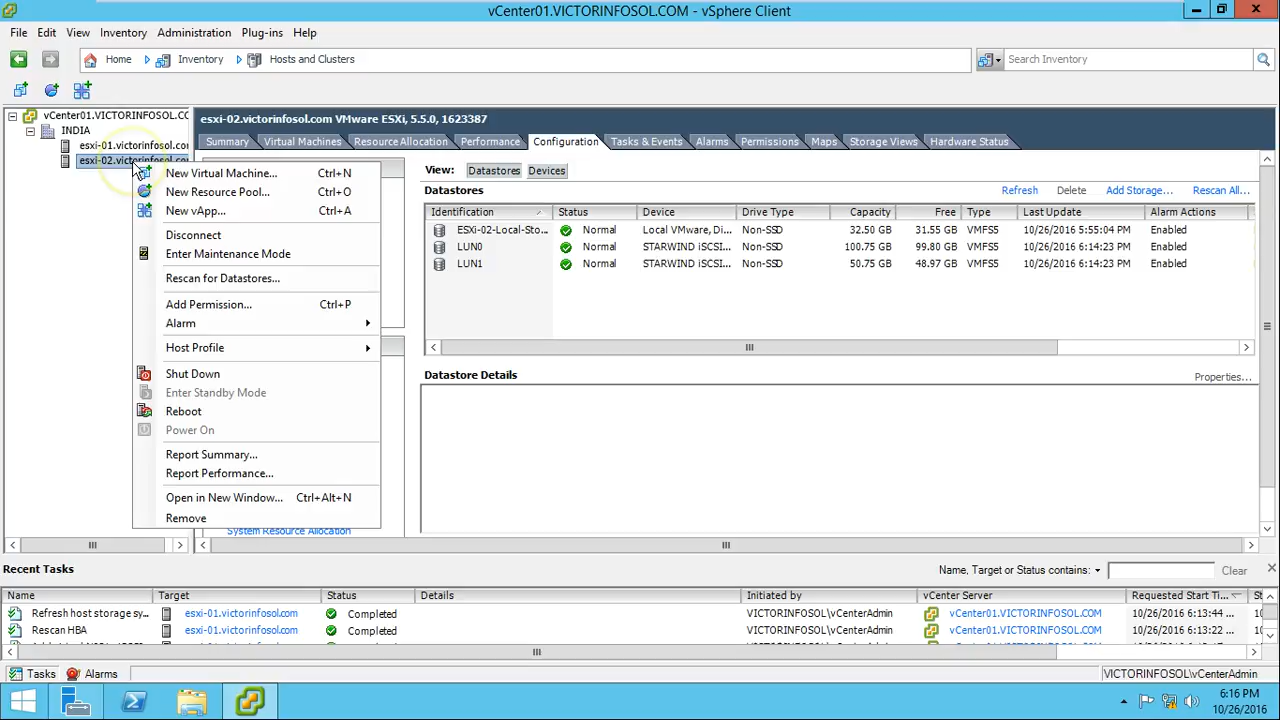 vCenter01.VICTORINFOSOL.COM - vSphere Client
File Edit View Inventory Administration Plug-ins Help
Home Inventory Hosts and Clusters Search Inventory
vCenter01.VICTORINFOSOL.CC
INDIA
esxi-01.victorinfosol.con
esxi-02.victorinfosol.com
esxi-02.victorinfosol.com VMware ESXi, 5.5.0, 1623387
Summary Virtual Machines Resource Allocation Performance Configuration Tasks & Events Alarms Permissions Maps Storage Views Hardware Status
New Virtual Machine... Ctrl+N
New Resource Pool... Ctrl+O
New vApp... Ctrl+A
Disconnect
Enter Maintenance Mode
Rescan for Datastores...
Add Permission... Ctrl+P
Alarm
Host Profile
Shut Down
Enter Standby Mode
Reboot
Power On
Report Summary...
Report Performance...
Open in New Window... Ctrl+Alt+N
Remove
System Resource Allocation
View: Datastores Devices
Datastores Refresh Delete Add Storage... Rescan All...
Identification Status Device Drive Type Capacity Free Type Last Update Alarm Actions
ESXi-02-Local-Sto... Normal Local VMware, Di... Non-SSD 32.50 GB 31.55 GB VMFS5 10/26/2016 5:55:04 PM Enabled
LUN0 Normal STARWIND iSCSI... Non-SSD 100.75 GB 99.80 GB VMFS5 10/26/2016 6:14:23 PM Enabled
LUN1 Normal STARWIND iSCSI... Non-SSD 50.75 GB 48.97 GB VMFS5 10/26/2016 6:14:23 PM Enabled
Datastore Details
Properties...
Recent Tasks Name, Target or Status contains: Clear
Name Target Status Details Initiated by vCenter Server Requested Start Ti...
Refresh host storage sy... esxi-01.victorinfosol.com Completed VICTORINFOSOL\vCenterAdmin vCenter01.VICTORINFOSOL.COM 10/26/2016 6:13:44 ...
Rescan HBA esxi-01.victorinfosol.com Completed VICTORINFOSOL\vCenterAdmin vCenter01.VICTORINFOSOL.COM 10/26/2016 6:13:22 ...
Tasks Alarms VICTORINFOSOL\vCenterAdmin
6:16 PM
10/26/2016